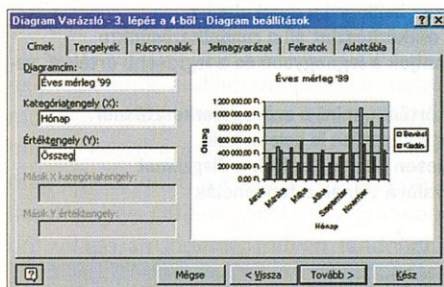 Diagram Varázsló - 3. lépés a 4-ből - Diagram beállítások
Címek
Tengelyek
Rácsvonalak
Jelmagyarázat
Feliratok
Adattábla
Diagramcím:
Éves mérleg '99
Kategóriatengely (X):
Hónap
Értéktengely (Y):
Összeg
Másik X kategóriatengely:
Másik Y értéktengely:
Éves mérleg '99
1 200 000.00 Ft
1 000 000.00 Ft
800 000.00 Ft
600 000.00 Ft
400 000.00 Ft
200 000.00 Ft
0.00 Ft
Összeg
Január
Március
Május
Július
Szeptember
November
Hónap
Bevétel
Kiadás
Mégse
< Vissza
Tovább >
Kész